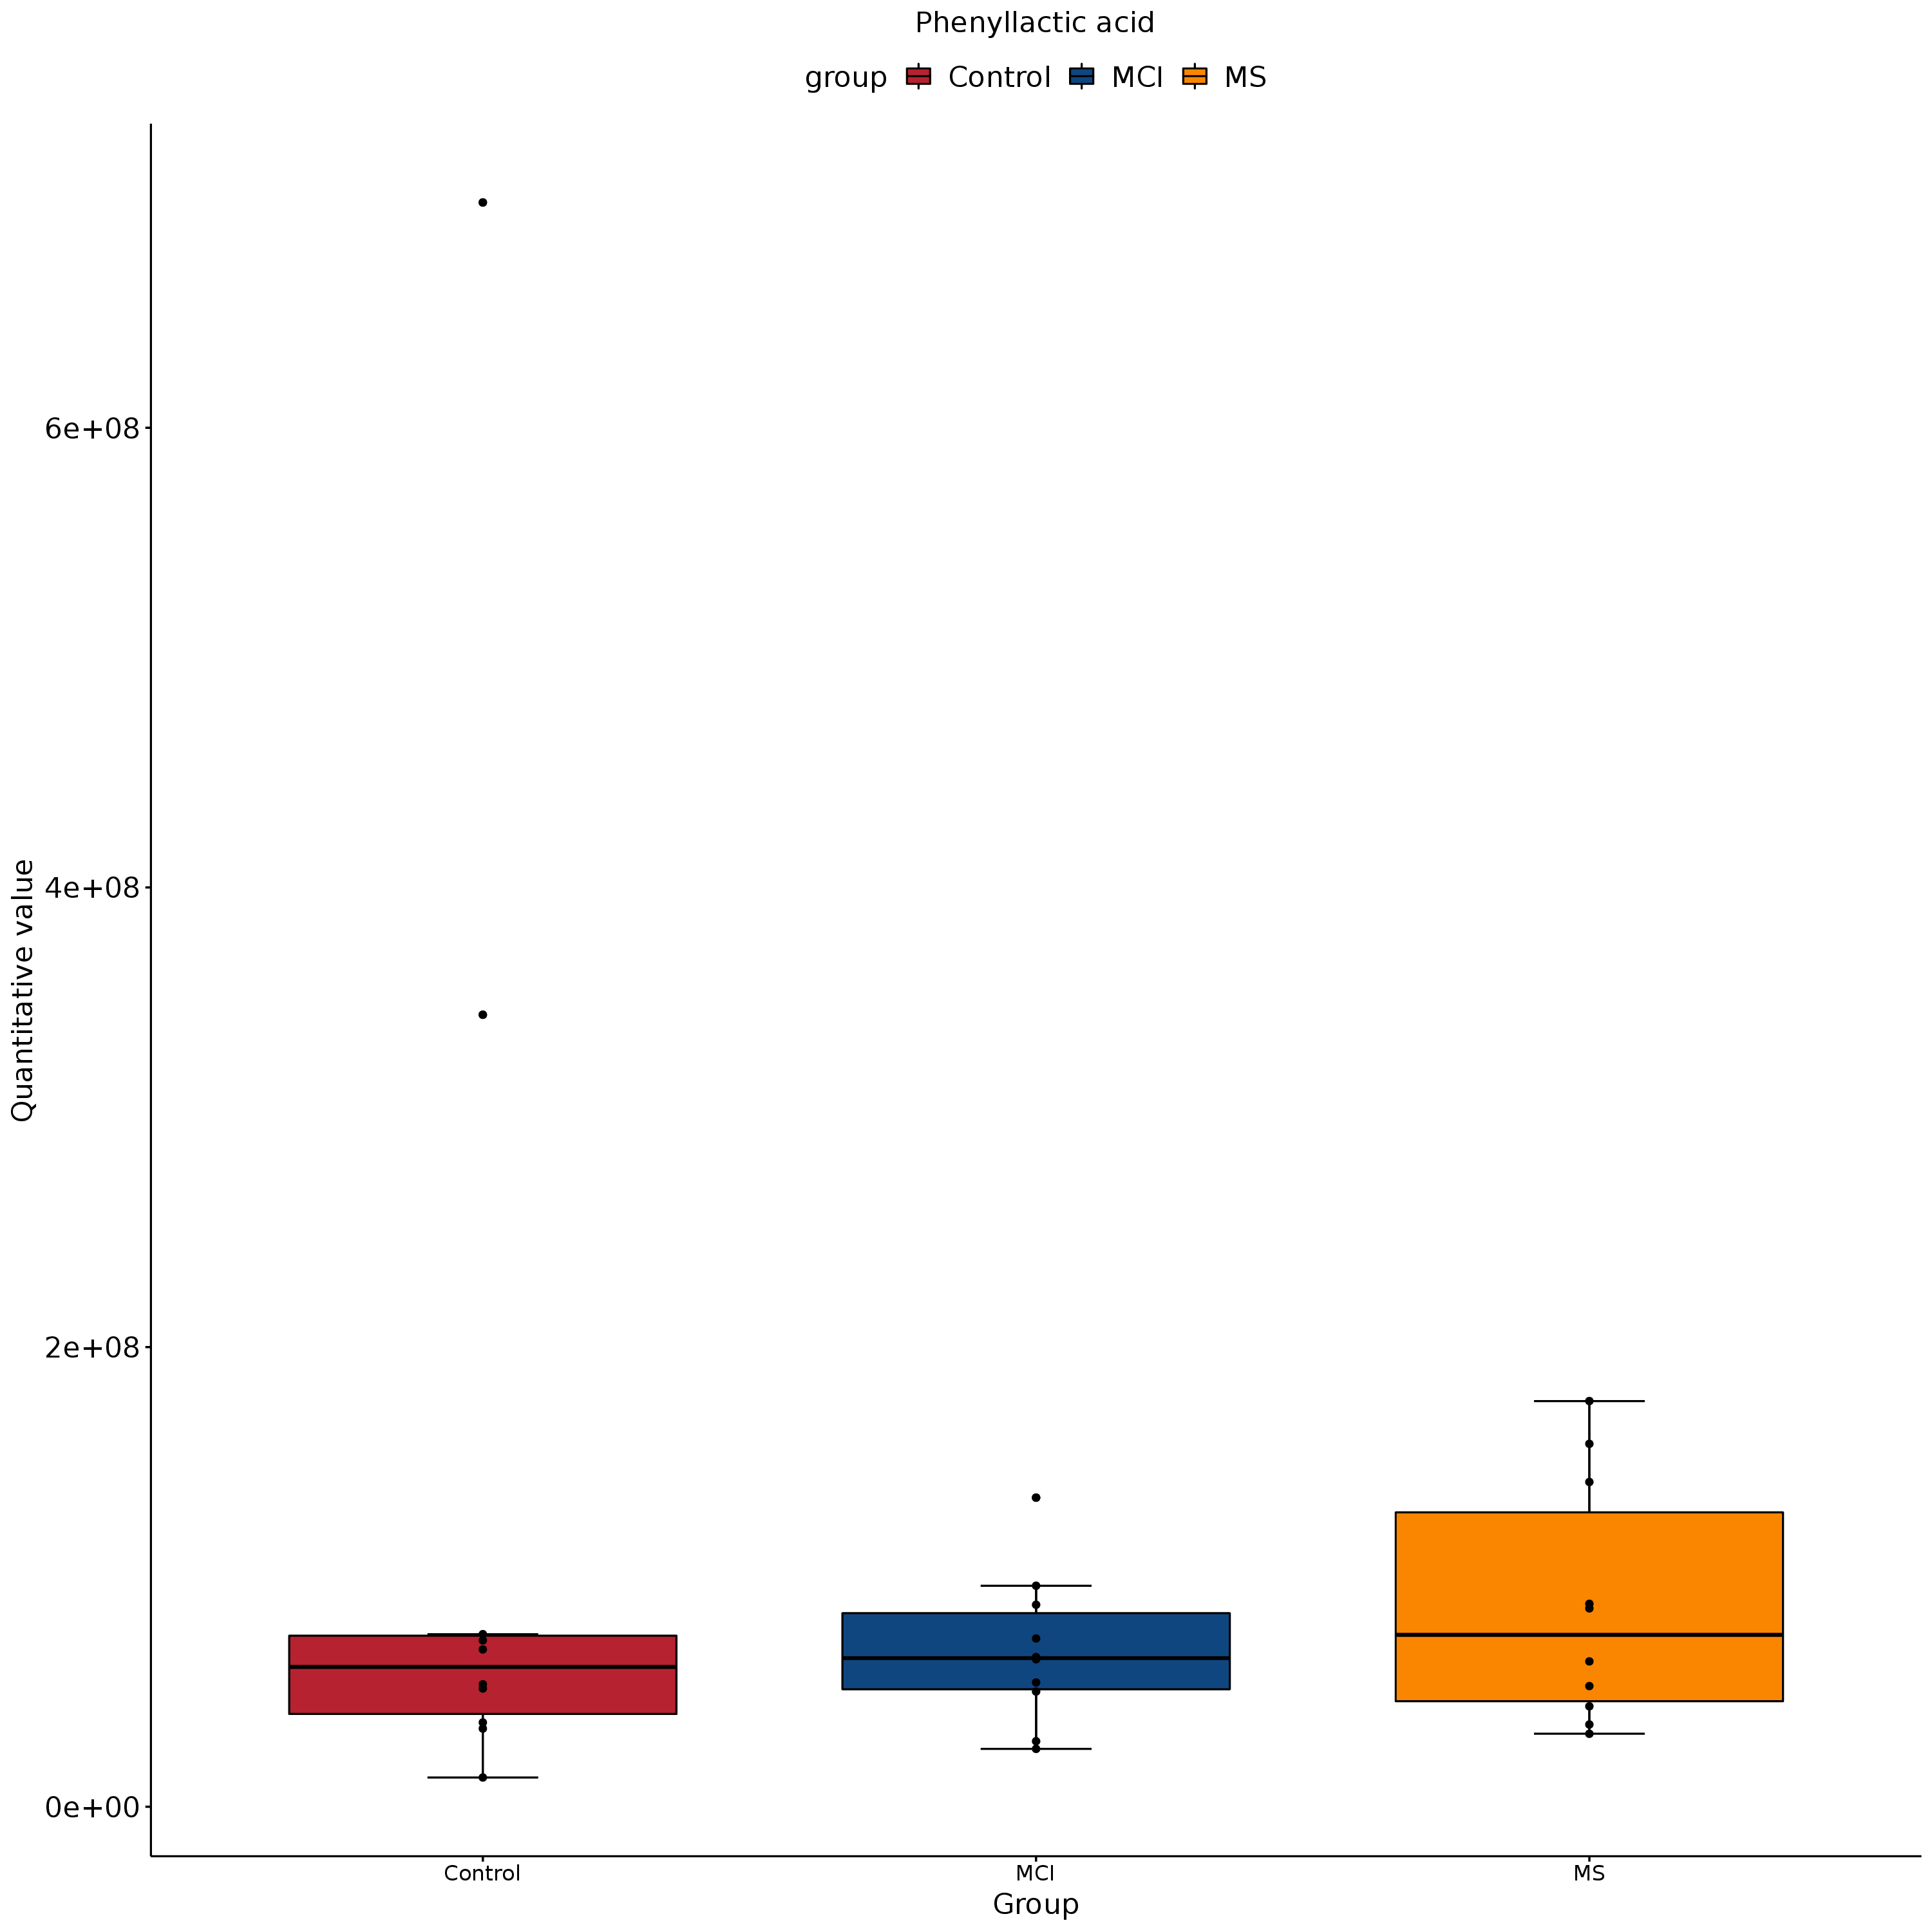 Phenyllactic acid
group Control MCI MS
Quantitative value
6e+08
4e+08
2e+08
0e+00
Control MCI MS
Group